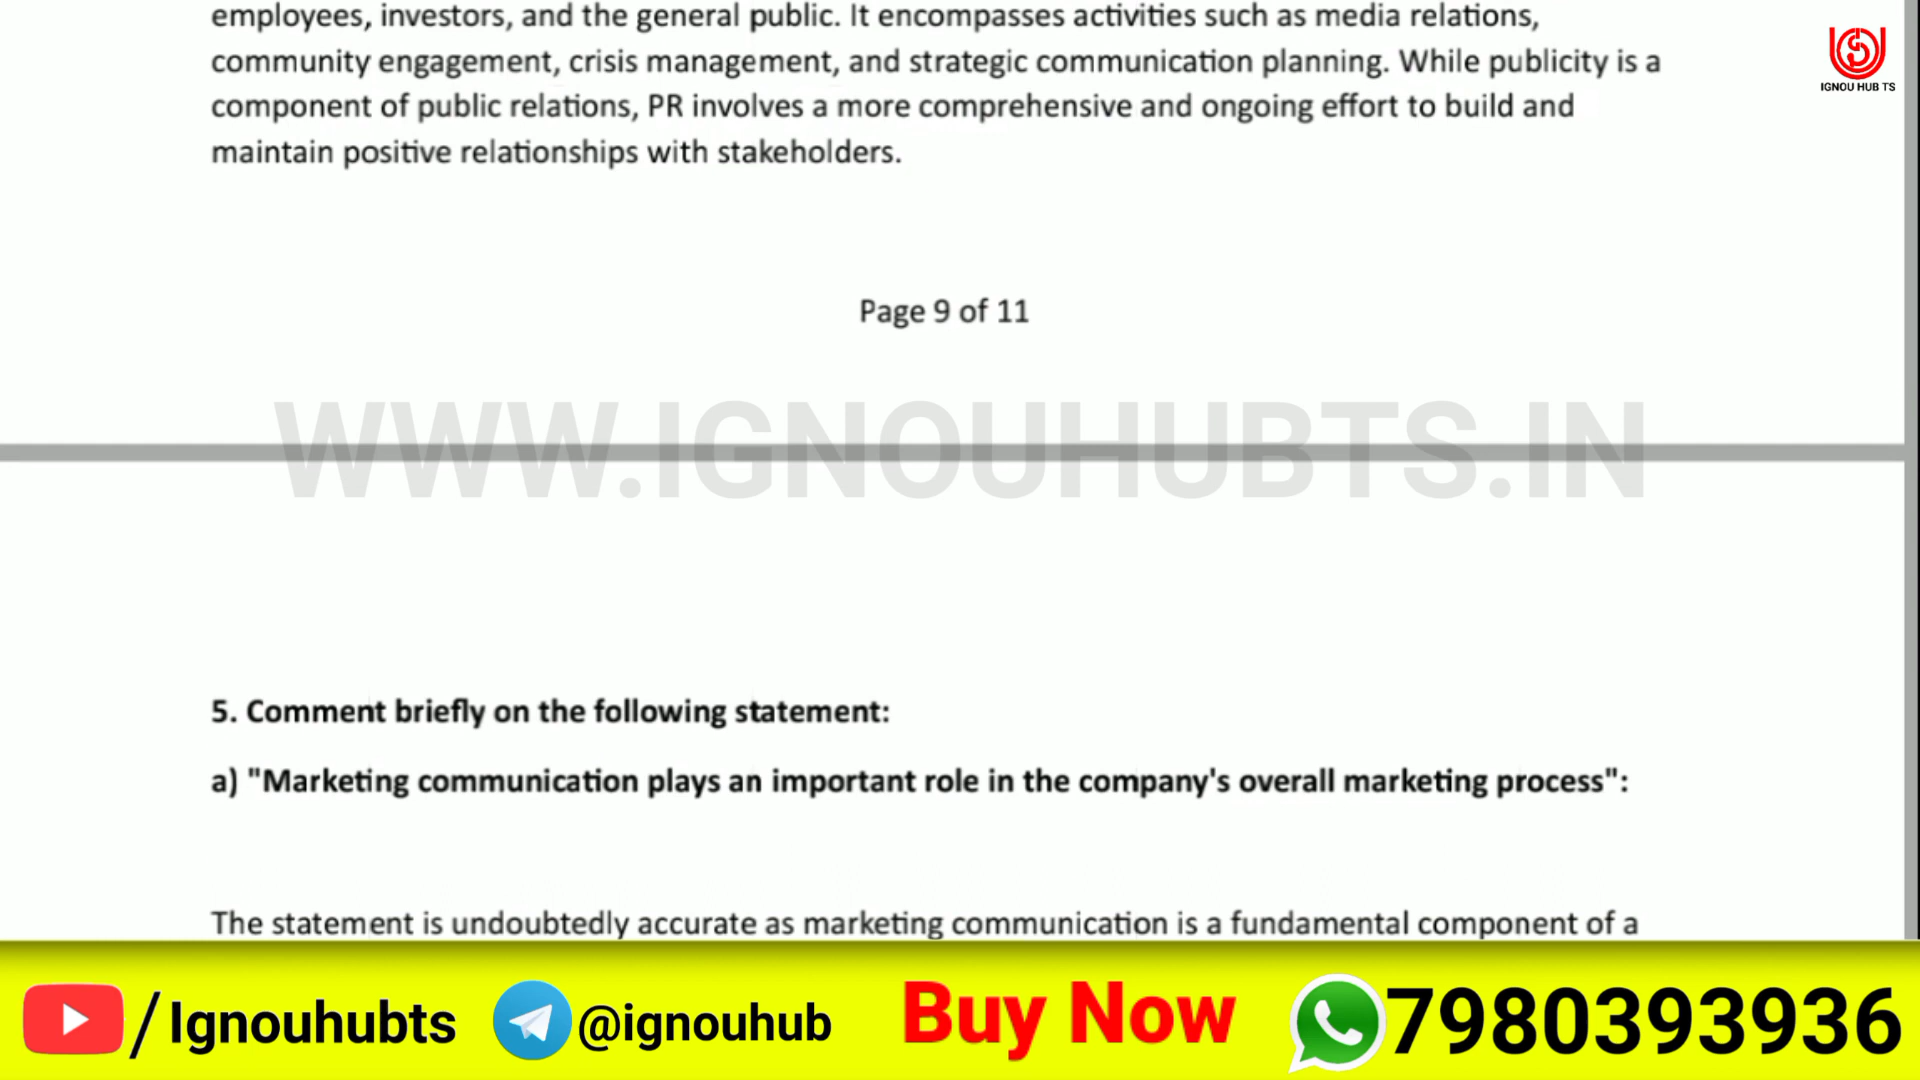 employees, investors, and the general public. It encompasses activities such as media relations,
community engagement, crisis management, and strategic communication planning. While publicity is a
component of public relations, PR involves a more comprehensive and ongoing effort to build and
maintain positive relationships with stakeholders.
IGNOU HUB TS
Page 9 of 11
WWW.IGNOUHUBTS.IN
5. Comment briefly on the following statement:
a) "Marketing communication plays an important role in the company's overall marketing process":
The statement is undoubtedly accurate as marketing communication is a fundamental component of a
/Ignouhubts @ignouhub Buy Now 7980393936